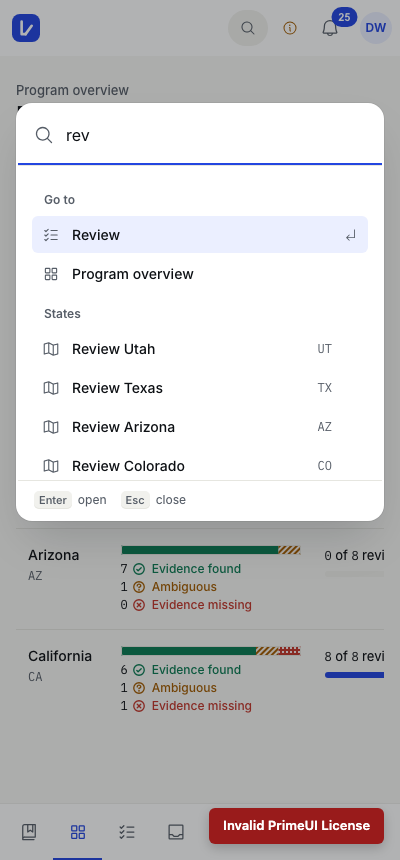 25
DW
Program overview
rev
Go to
Review
Program overview
States
Review Utah UT
Review Texas TX
Review Arizona AZ
Review Colorado CO
Enter open Esc close
Arizona
AZ
7 Evidence found
1 Ambiguous
0 Evidence missing
0 of 8 revi
California
CA
6 Evidence found
1 Ambiguous
1 Evidence missing
8 of 8 revi
Invalid PrimeUI License